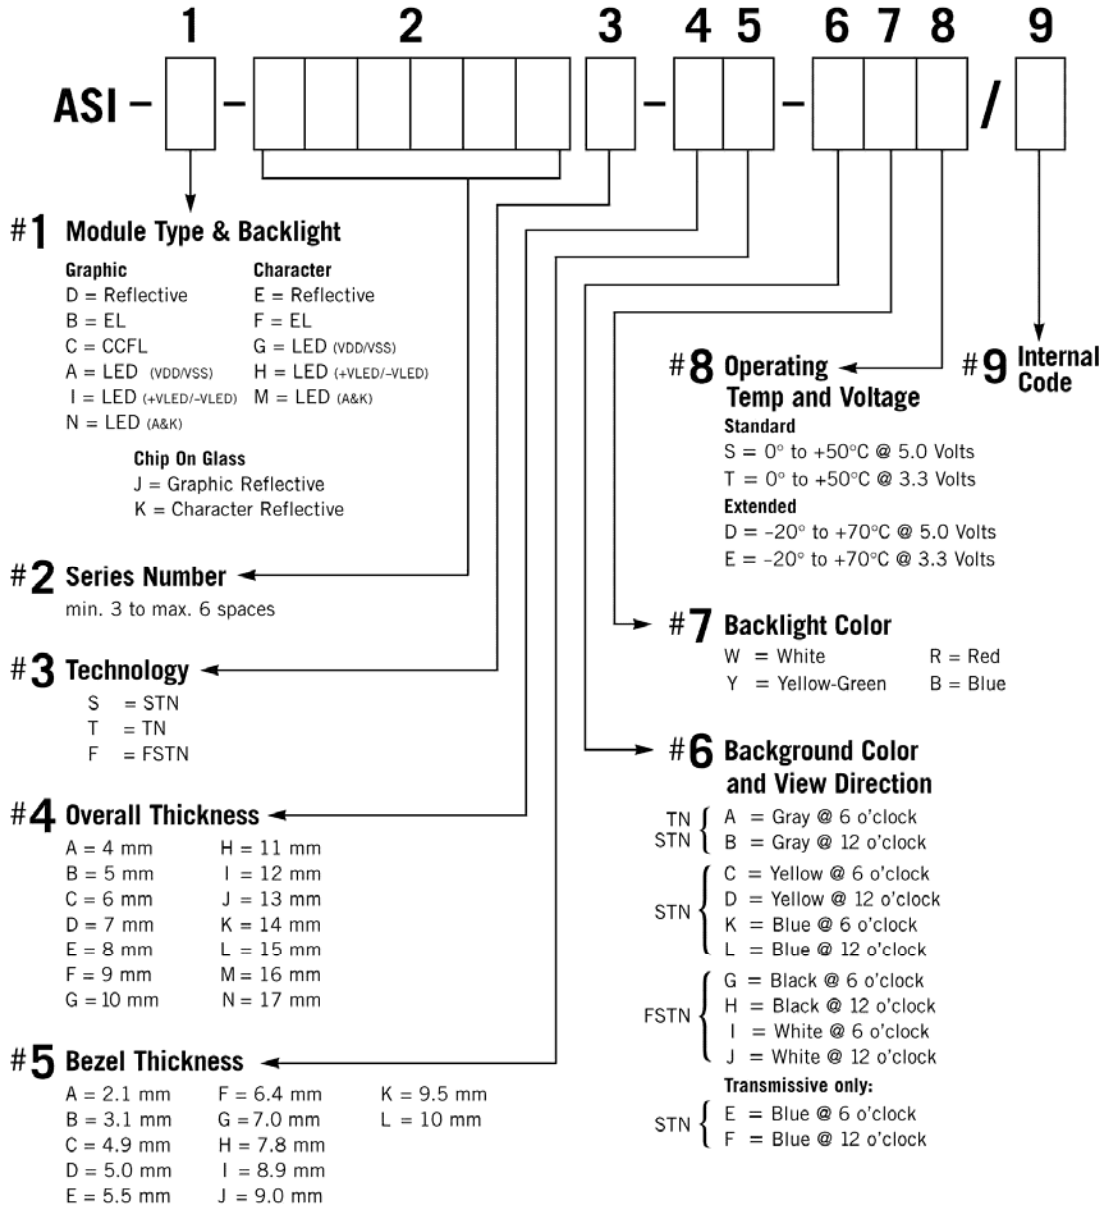 1 2 3 4 5 6 7 8 9
ASI - - - - /
#1 Module Type & Backlight
Graphic
D = Reflective
B = EL
C = CCFL
A = LED (VDD/VSS)
I = LED (+VLED/-VLED)
N = LED (A&K)
Character
E = Reflective
F = EL
G = LED (VDD/VSS)
H = LED (+VLED/-VLED)
M = LED (A&K)
Chip On Glass
J = Graphic Reflective
K = Character Reflective
#2 Series Number
min. 3 to max. 6 spaces
#3 Technology
S = STN
T = TN
F = FSTN
#4 Overall Thickness
A = 4 mm
B = 5 mm
C = 6 mm
D = 7 mm
E = 8 mm
F = 9 mm
G = 10 mm
H = 11 mm
I = 12 mm
J = 13 mm
K = 14 mm
L = 15 mm
M = 16 mm
N = 17 mm
#5 Bezel Thickness
A = 2.1 mm
B = 3.1 mm
C = 4.9 mm
D = 5.0 mm
E = 5.5 mm
F = 6.4 mm
G = 7.0 mm
H = 7.8 mm
I = 8.9 mm
J = 9.0 mm
K = 9.5 mm
L = 10 mm
#8 Operating
Temp and Voltage
Standard
S = 0° to +50°C @ 5.0 Volts
T = 0° to +50°C @ 3.3 Volts
Extended
D = -20° to +70°C @ 5.0 Volts
E = -20° to +70°C @ 3.3 Volts
#9 Internal
Code
#7 Backlight Color
W = White
Y = Yellow-Green
R = Red
B = Blue
#6 Background Color
and View Direction
TN
STN
A = Gray @ 6 o'clock
B = Gray @ 12 o'clock
STN
C = Yellow @ 6 o'clock
D = Yellow @ 12 o'clock
K = Blue @ 6 o'clock
L = Blue @ 12 o'clock
FSTN
G = Black @ 6 o'clock
H = Black @ 12 o'clock
I = White @ 6 o'clock
J = White @ 12 o'clock
Transmissive only:
STN
E = Blue @ 6 o'clock
F = Blue @ 12 o'clock